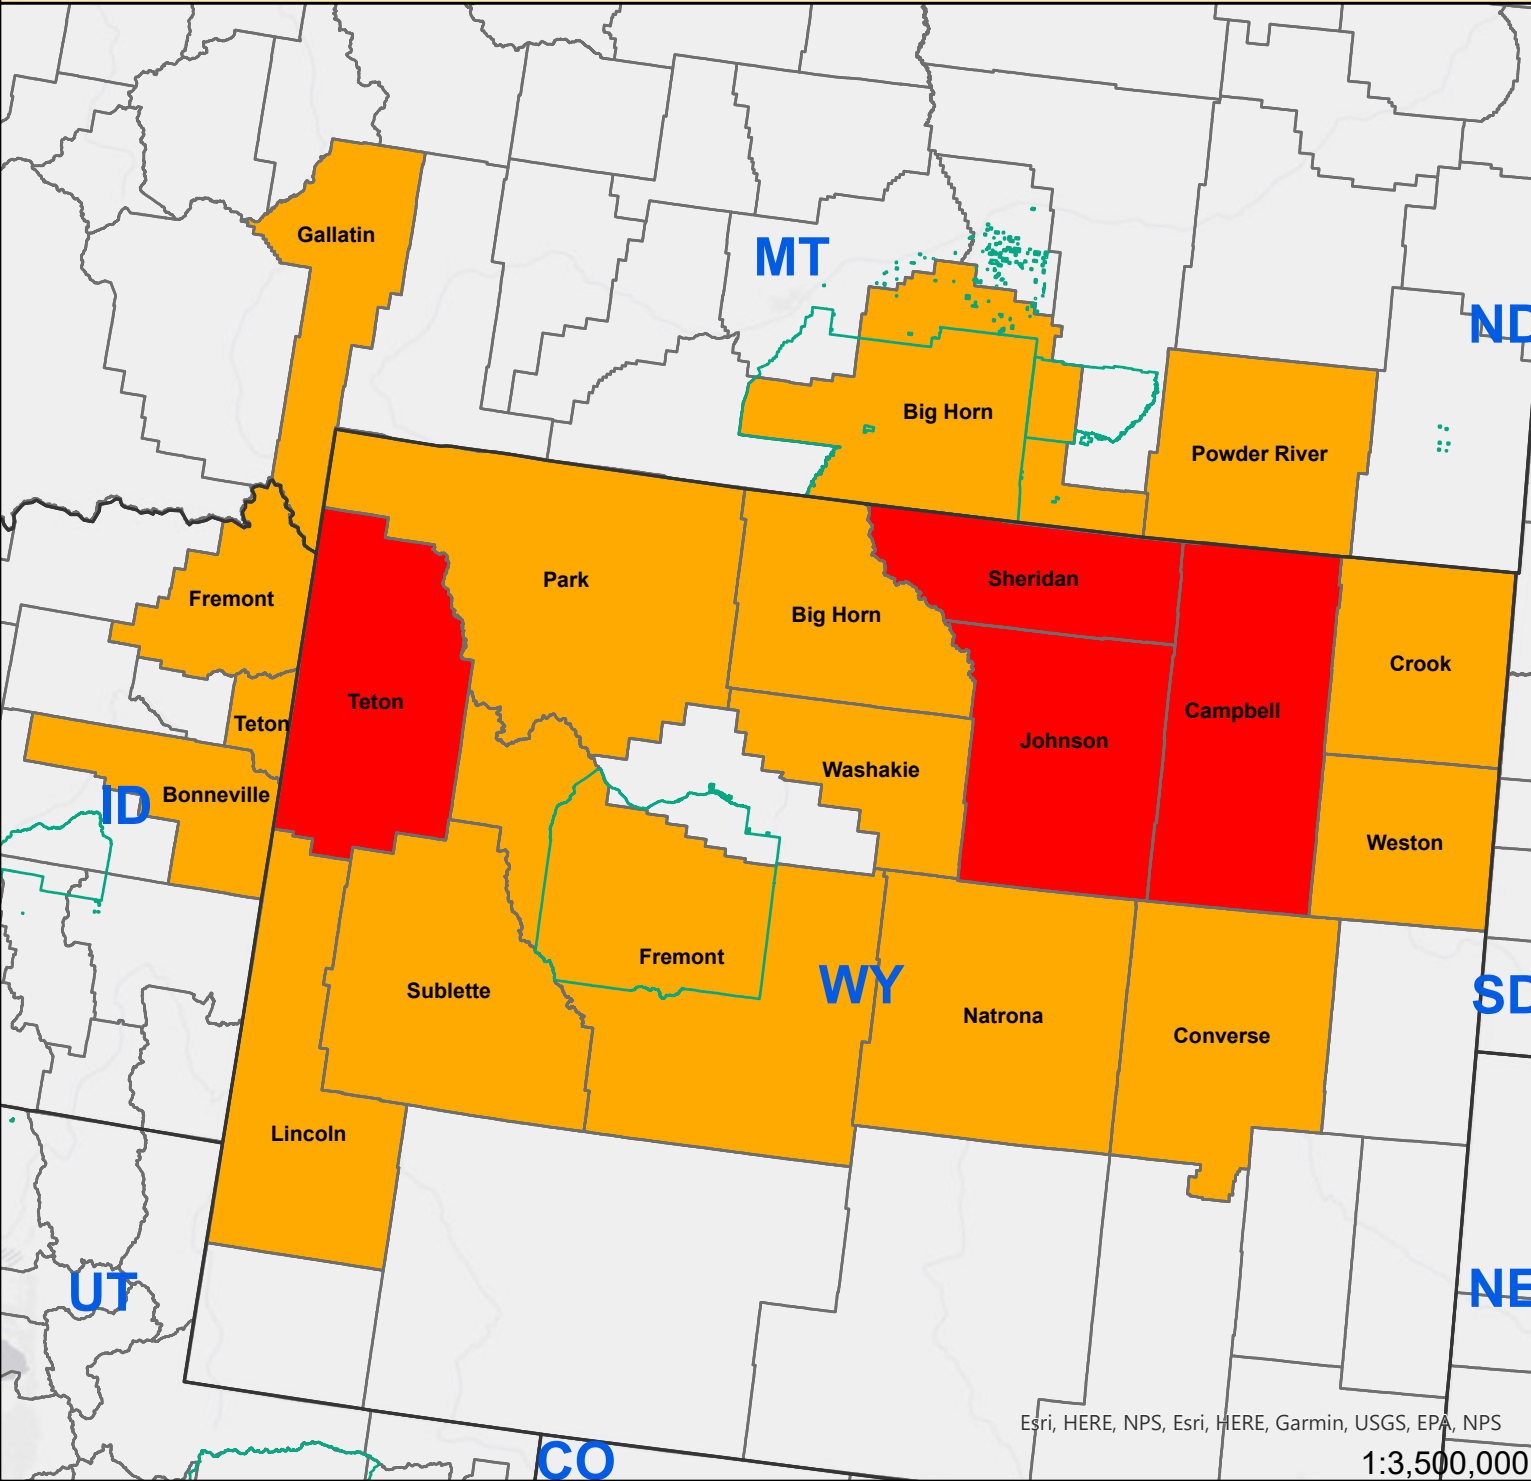 Gallatin
MT
ND
Big Horn
Powder River
Park
Sheridan
Fremont
Big Horn
Crook
Teton
Campbell
Teton
Johnson
Washakie
Bonneville
ID
Weston
Fremont
WY
Sublette
SD
Natrona
Converse
Lincoln
UT
NE
Esri, HERE, NPS, Esri, HERE, Garmin, USGS, EPA, NPS
CO
1:3,500,000